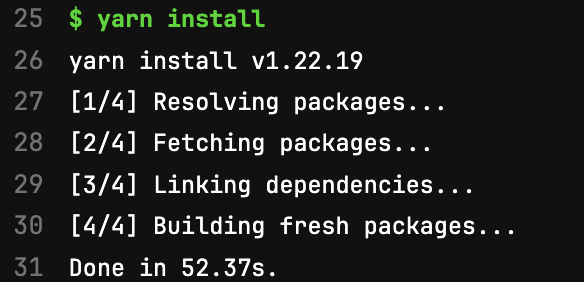 25 $ yarn install
26 yarn install v1.22.19
27 [1/4] Resolving packages...
28 [2/4] Fetching packages...
29 [3/4] Linking dependencies...
30 [4/4] Building fresh packages...
31 Done in 52.37s.